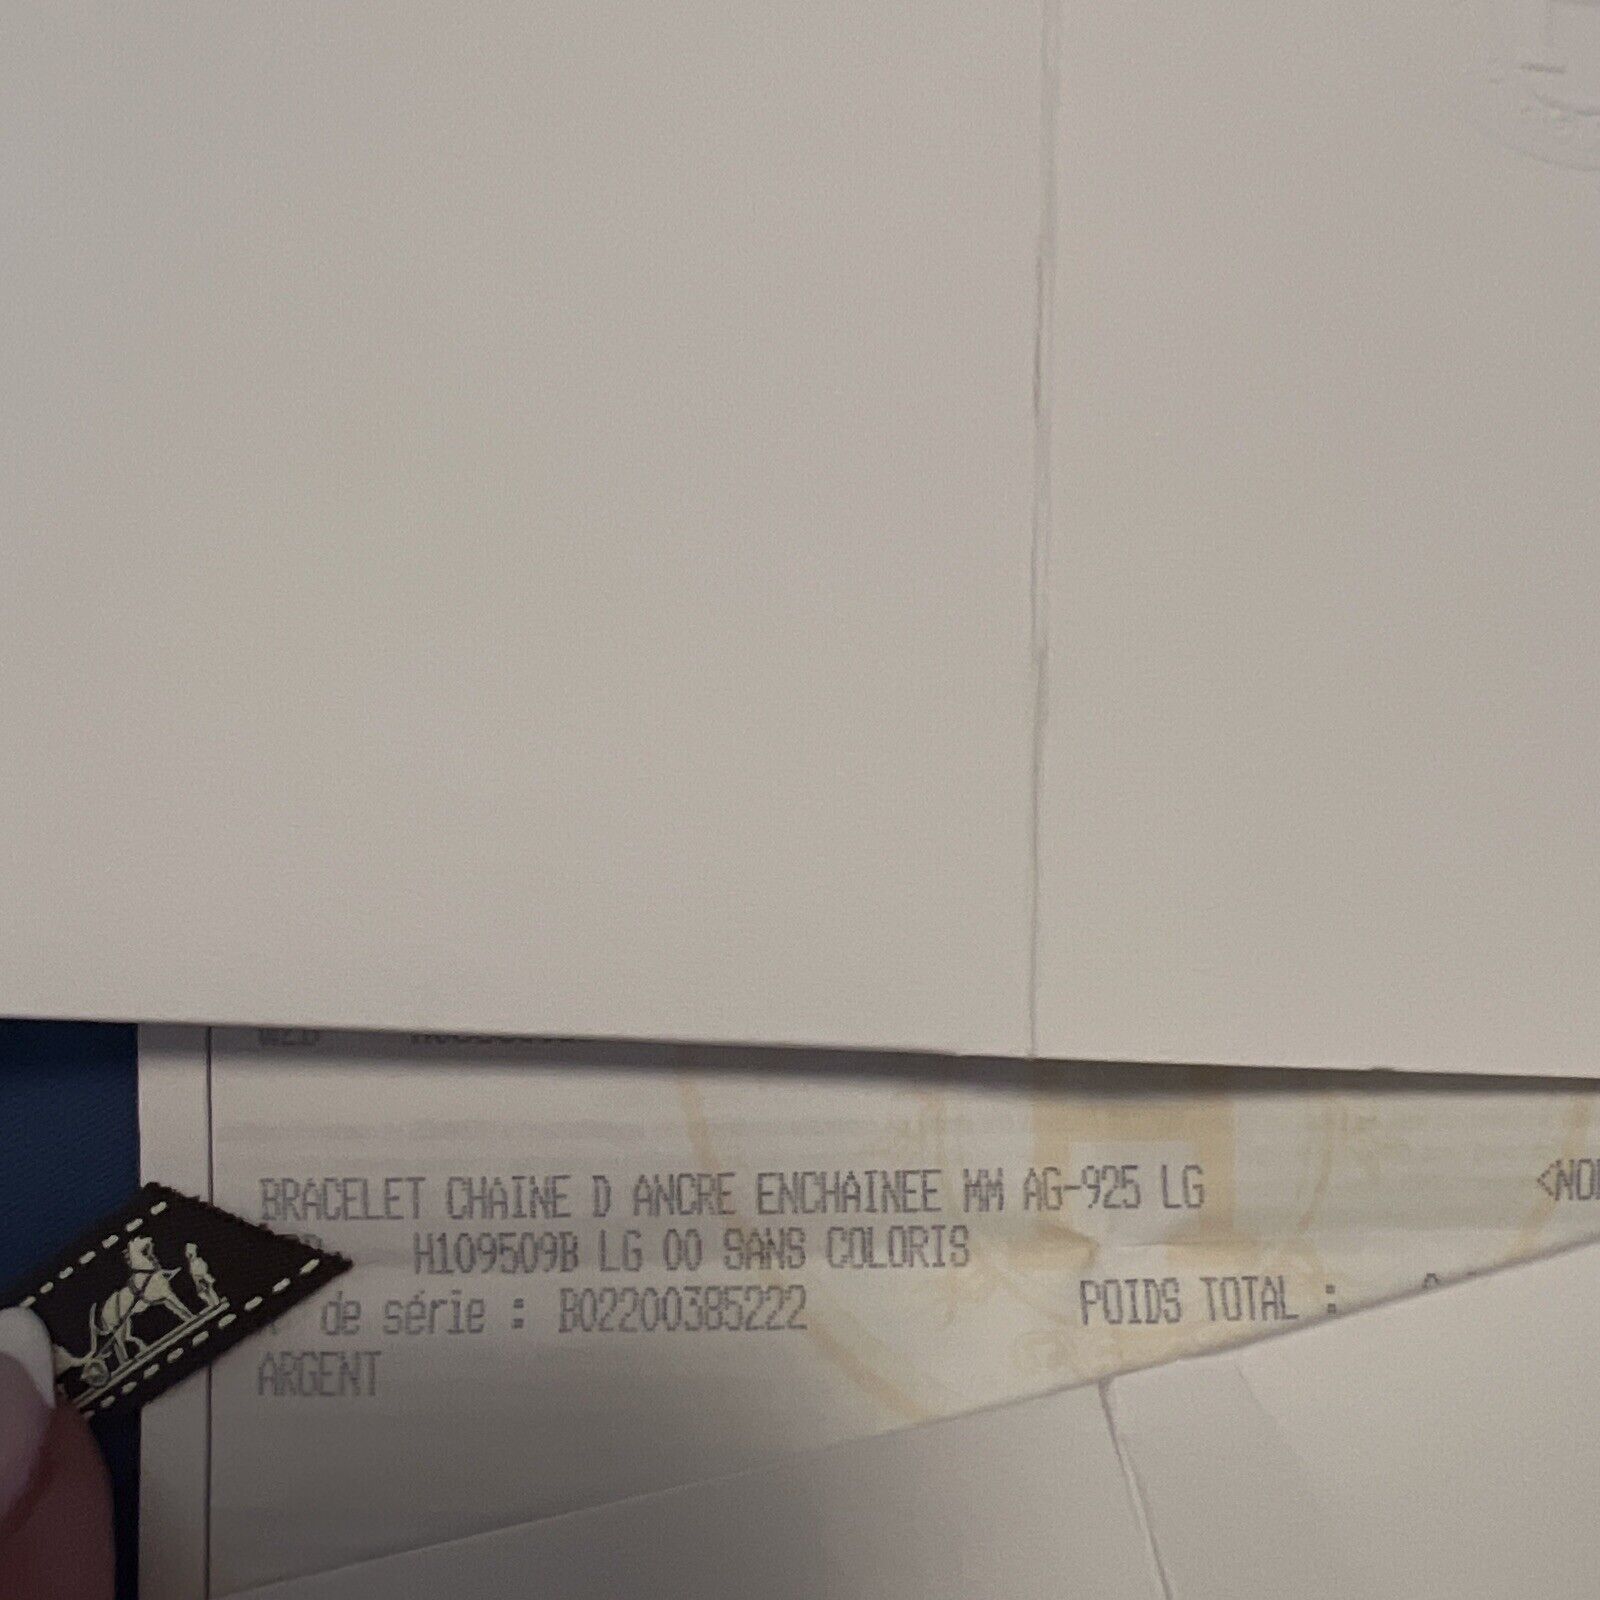 BRACELET CHAINE D ANCRE ENCHAINEE MM AG-925 LG
H109509B LG 00 SANS COLORIS
de série : B02200385222 POIDS TOTAL :
ARGENT